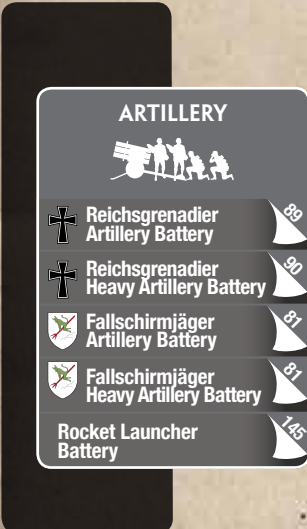 ARTILLERY
Reichsgrenadier
Artillery Battery
89
Reichsgrenadier
Heavy Artillery Battery
90
Fallschirmjäger
Artillery Battery
81
Fallschirmjäger
Heavy Artillery Battery
81
Rocket Launcher
Battery
145